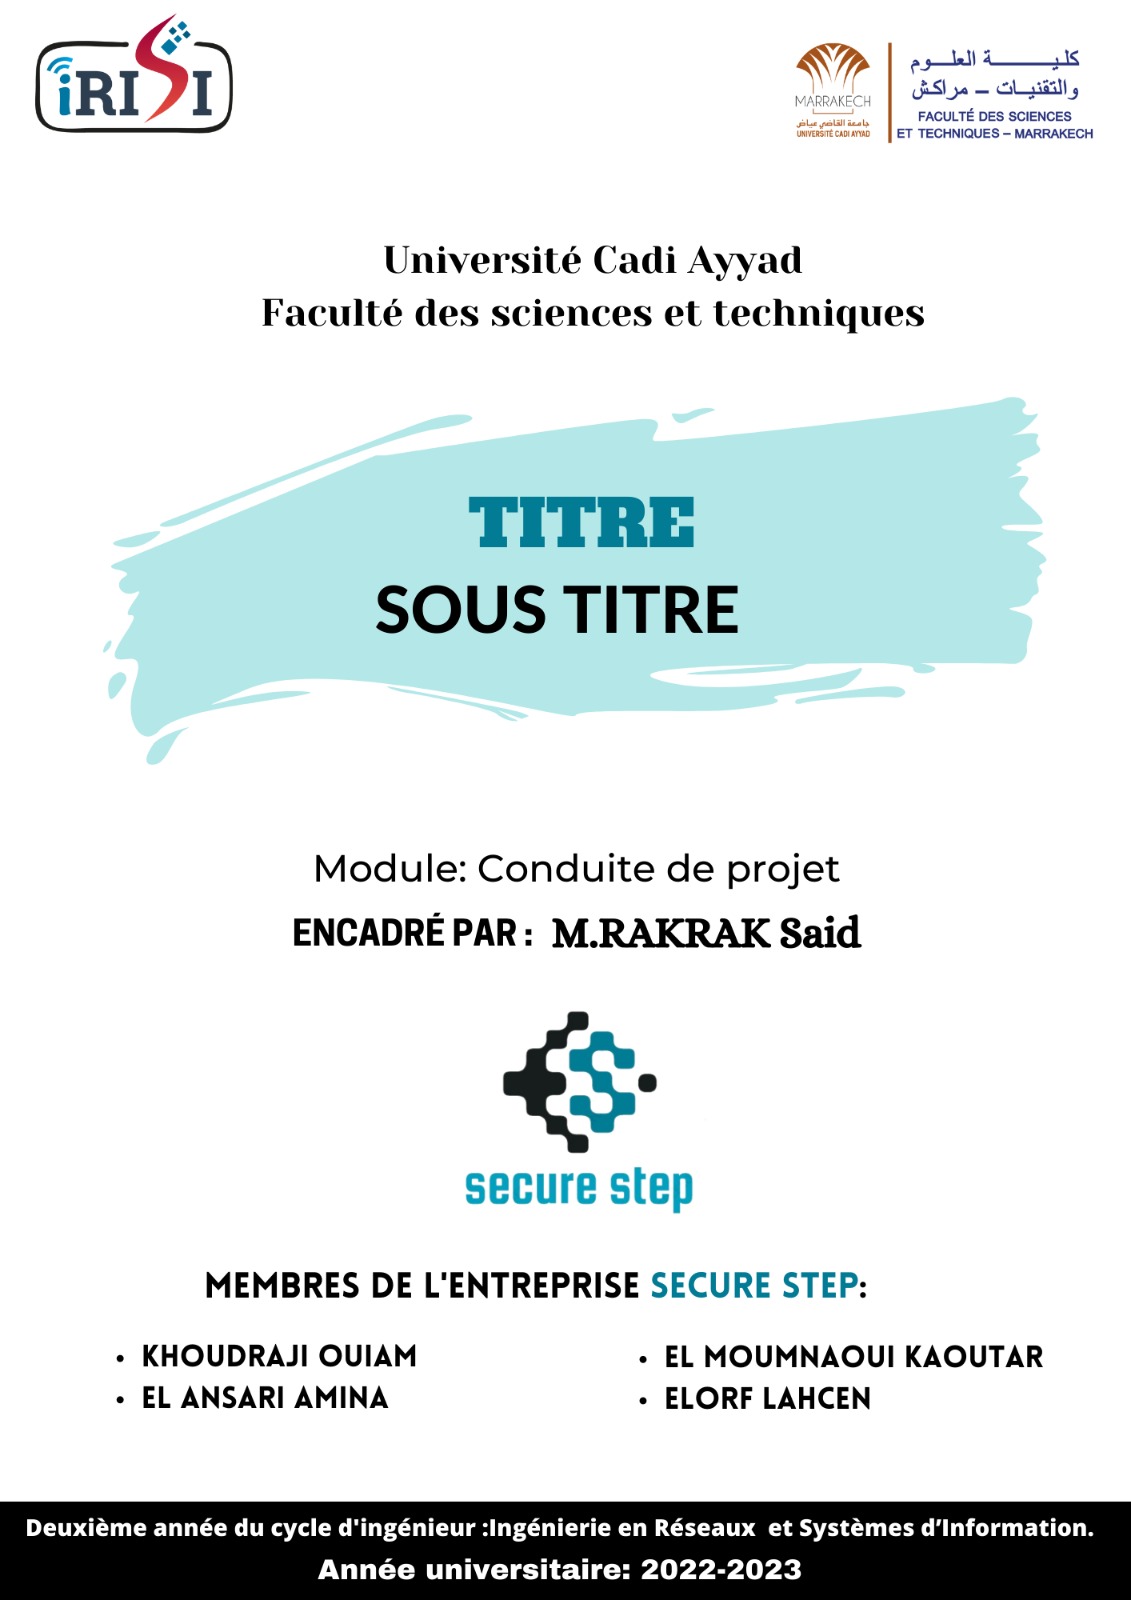 iRISI
كليـــــــــة العلــــوم
والتقنيــات – مراكش
FACULTÉ DES SCIENCES
ET TECHNIQUES – MARRAKECH
MARRAKECH
جامعة القاضي عياض
UNIVERSITÉ CADI AYYAD
Université Cadi Ayyad
Faculté des sciences et techniques
TITRE
SOUS TITRE
Module: Conduite de projet
ENCADRÉ PAR : M.RAKRAK Said
secure step
MEMBRES DE L'ENTREPRISE SECURE STEP:
• KHOUDRAJI OUIAM
• EL ANSARI AMINA
• EL MOUMNAOUI KAOUTAR
• ELORF LAHCEN
Deuxième année du cycle d'ingénieur :Ingénierie en Réseaux et Systèmes d’Information.
Année universitaire: 2022-2023